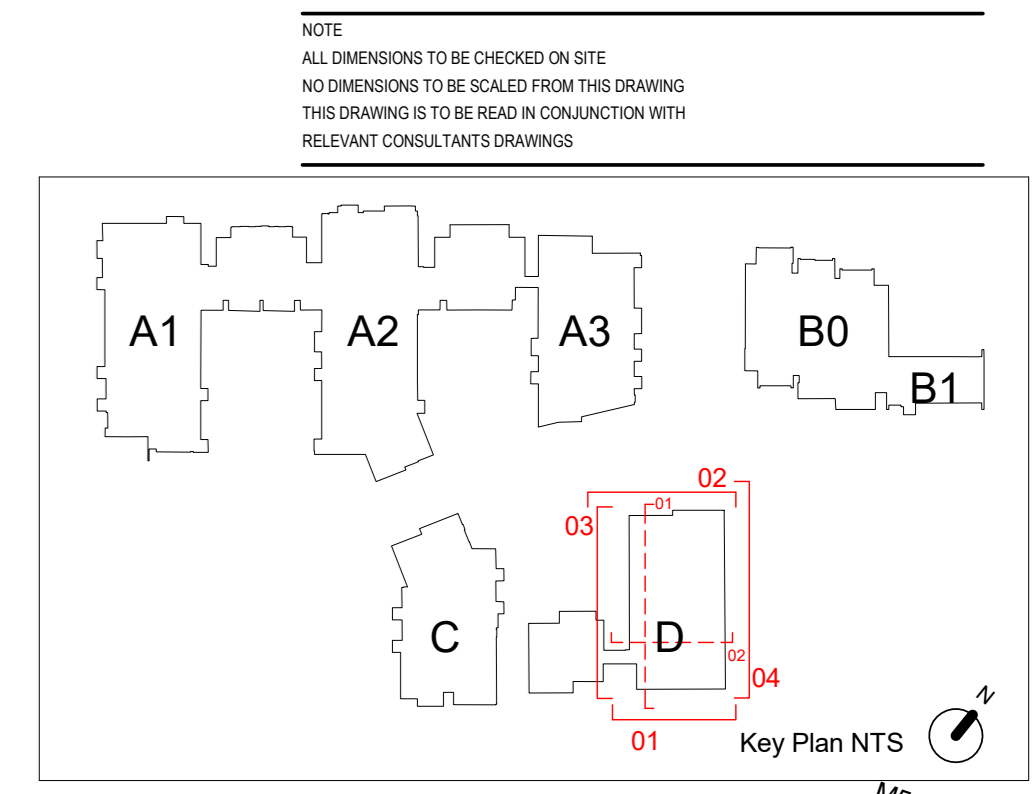 NOTE
ALL DIMENSIONS TO BE CHECKED ON SITE
NO DIMENSIONS TO BE SCALED FROM THIS DRAWING
THIS DRAWING IS TO BE READ IN CONJUNCTION WITH
RELEVANT CONSULTANTS DRAWINGS
A1
A2
A3
B0
B1
02
01
03
C
D
02
04
01
N
Key Plan NTS